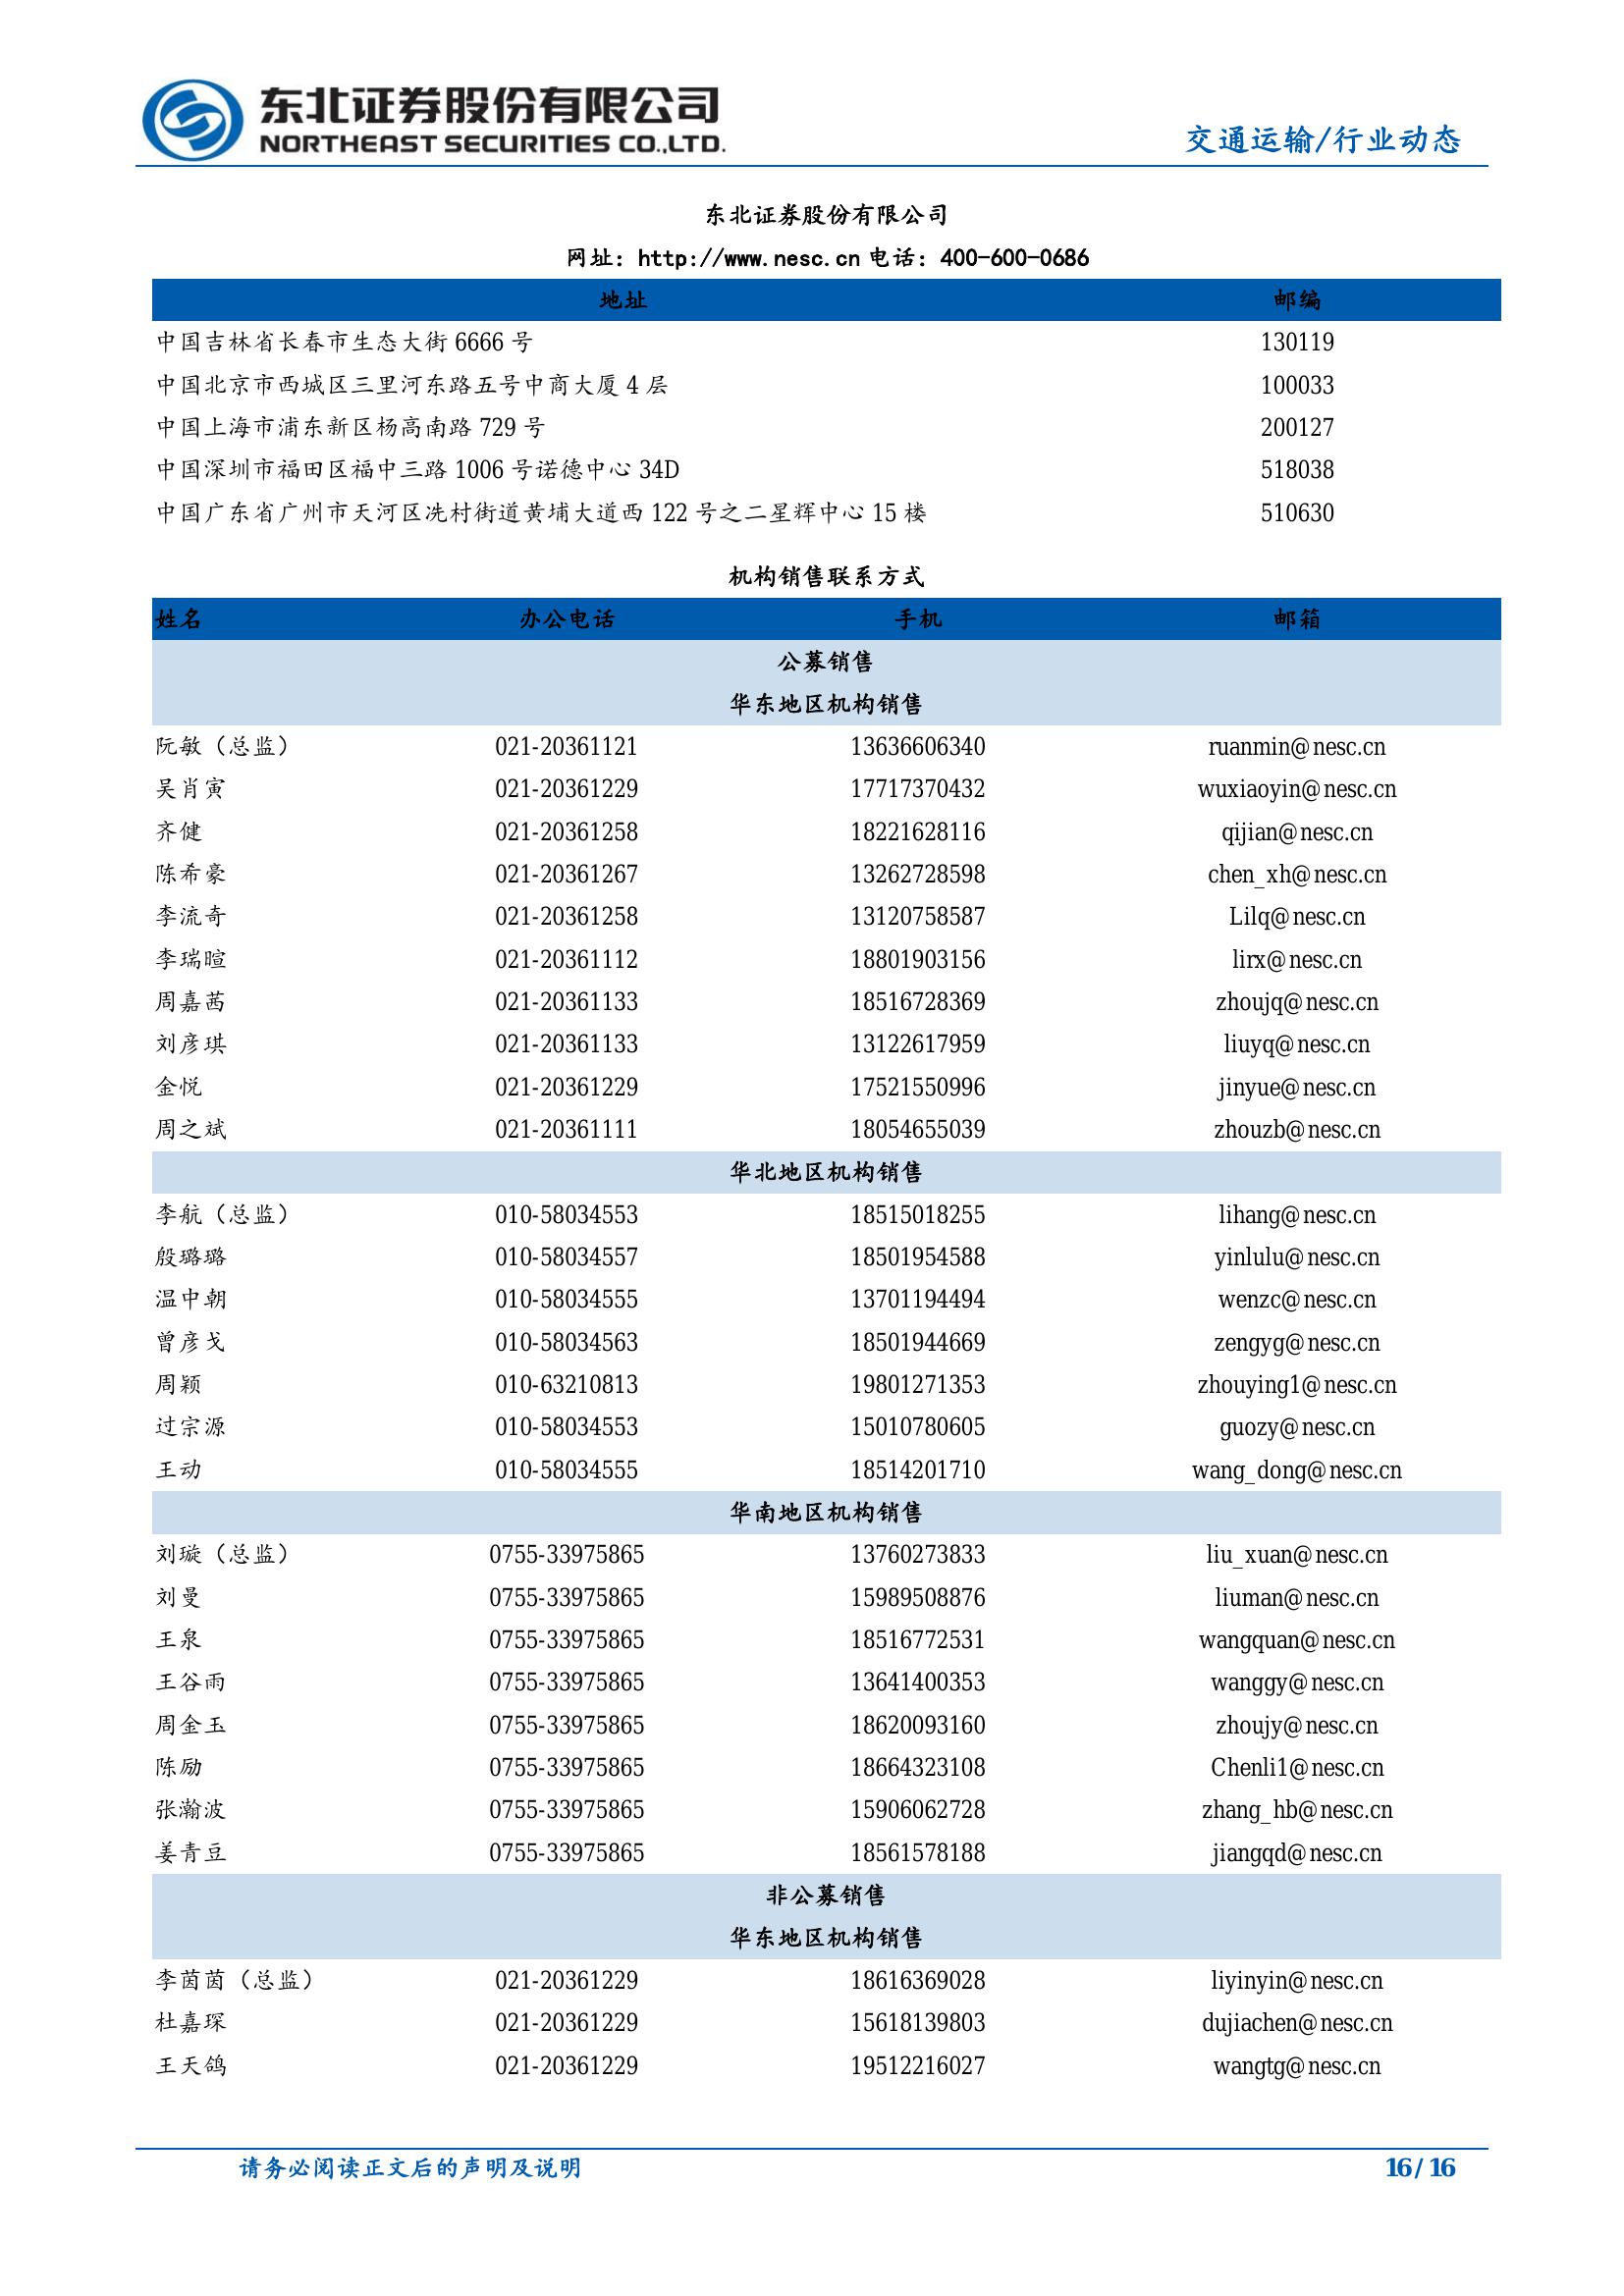 东北证券股份有限公司
NORTHEAST SECURITIES CO.,LTD.
交通运输/行业动态
东北证券股份有限公司
网址：http://www.nesc.cn 电话：400-600-0686
地址 邮编
中国吉林省长春市生态大街 6666 号 130119
中国北京市西城区三里河东路五号中商大厦 4 层 100033
中国上海市浦东新区杨高南路 729 号 200127
中国深圳市福田区福中三路 1006 号诺德中心 34D 518038
中国广东省广州市天河区冼村街道黄埔大道西 122 号之二星辉中心 15 楼 510630
机构销售联系方式
姓名 办公电话 手机 邮箱
公募销售
华东地区机构销售
阮敏（总监） 021-20361121 13636606340 ruanmin@nesc.cn
吴肖寅 021-20361229 17717370432 wuxiaoyin@nesc.cn
齐健 021-20361258 18221628116 qijian@nesc.cn
陈希豪 021-20361267 13262728598 chen_xh@nesc.cn
李流奇 021-20361258 13120758587 Lilq@nesc.cn
李瑞暄 021-20361112 18801903156 lirx@nesc.cn
周嘉茜 021-20361133 18516728369 zhoujq@nesc.cn
刘彦琪 021-20361133 13122617959 liuyq@nesc.cn
金悦 021-20361229 17521550996 jinyue@nesc.cn
周之斌 021-20361111 18054655039 zhouzb@nesc.cn
华北地区机构销售
李航（总监） 010-58034553 18515018255 lihang@nesc.cn
殷璐璐 010-58034557 18501954588 yinlulu@nesc.cn
温中朝 010-58034555 13701194494 wenzc@nesc.cn
曾彦戈 010-58034563 18501944669 zengyg@nesc.cn
周颖 010-63210813 19801271353 zhouying1@nesc.cn
过宗源 010-58034553 15010780605 guozy@nesc.cn
王动 010-58034555 18514201710 wang_dong@nesc.cn
华南地区机构销售
刘璇（总监） 0755-33975865 13760273833 liu_xuan@nesc.cn
刘曼 0755-33975865 15989508876 liuman@nesc.cn
王泉 0755-33975865 18516772531 wangquan@nesc.cn
王谷雨 0755-33975865 13641400353 wanggy@nesc.cn
周金玉 0755-33975865 18620093160 zhoujy@nesc.cn
陈励 0755-33975865 18664323108 Chenli1@nesc.cn
张瀚波 0755-33975865 15906062728 zhang_hb@nesc.cn
姜青豆 0755-33975865 18561578188 jiangqd@nesc.cn
非公募销售
华东地区机构销售
李茵茵（总监） 021-20361229 18616369028 liyinyin@nesc.cn
杜嘉琛 021-20361229 15618139803 dujiachen@nesc.cn
王天鸽 021-20361229 19512216027 wangtg@nesc.cn
请务必阅读正文后的声明及说明 16 / 16